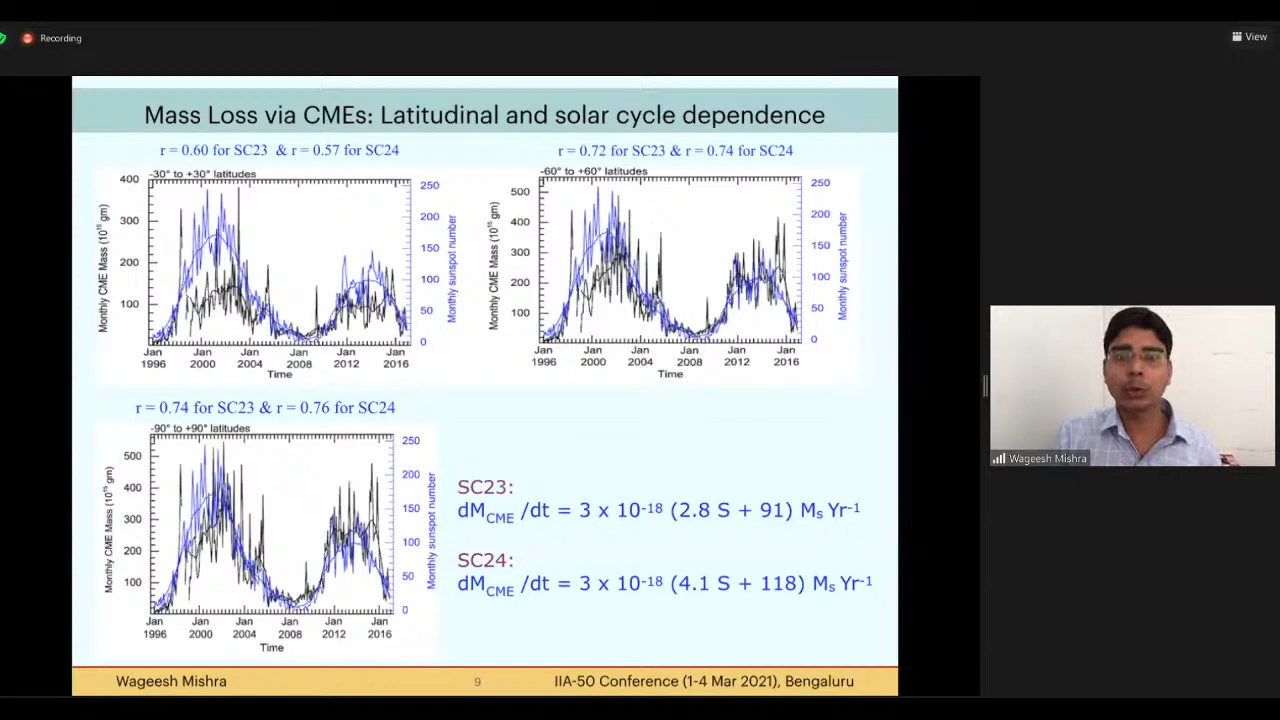 Recording
View
Mass Loss via CMEs: Latitudinal and solar cycle dependence
r = 0.60 for SC23 & r = 0.57 for SC24
-30° to +30° latitudes
400
300
200
100
Monthly CME Mass (10¹⁵ gm)
250
200
150
100
50
0
Monthly sunspot number
Jan Jan Jan Jan Jan Jan
1996 2000 2004 2008 2012 2016
Time
r = 0.72 for SC23 & r = 0.74 for SC24
-60° to +60° latitudes
500
400
300
200
100
Monthly CME Mass (10¹⁵ gm)
250
200
150
100
50
0
Monthly sunspot number
Jan Jan Jan Jan Jan Jan
1996 2000 2004 2008 2012 2016
Time
r = 0.74 for SC23 & r = 0.76 for SC24
-90° to +90° latitudes
500
400
300
200
100
Monthly CME Mass (10¹⁵ gm)
250
200
150
100
50
0
Monthly sunspot number
Jan Jan Jan Jan Jan Jan
1996 2000 2004 2008 2012 2016
Time
SC23:
dM_CME /dt = 3 x 10⁻¹⁸ (2.8 S + 91) Mₛ Yr⁻¹
SC24:
dM_CME /dt = 3 x 10⁻¹⁸ (4.1 S + 118) Mₛ Yr⁻¹
Wageesh Mishra
9
IIA-50 Conference (1-4 Mar 2021), Bengaluru
Wageesh Mishra